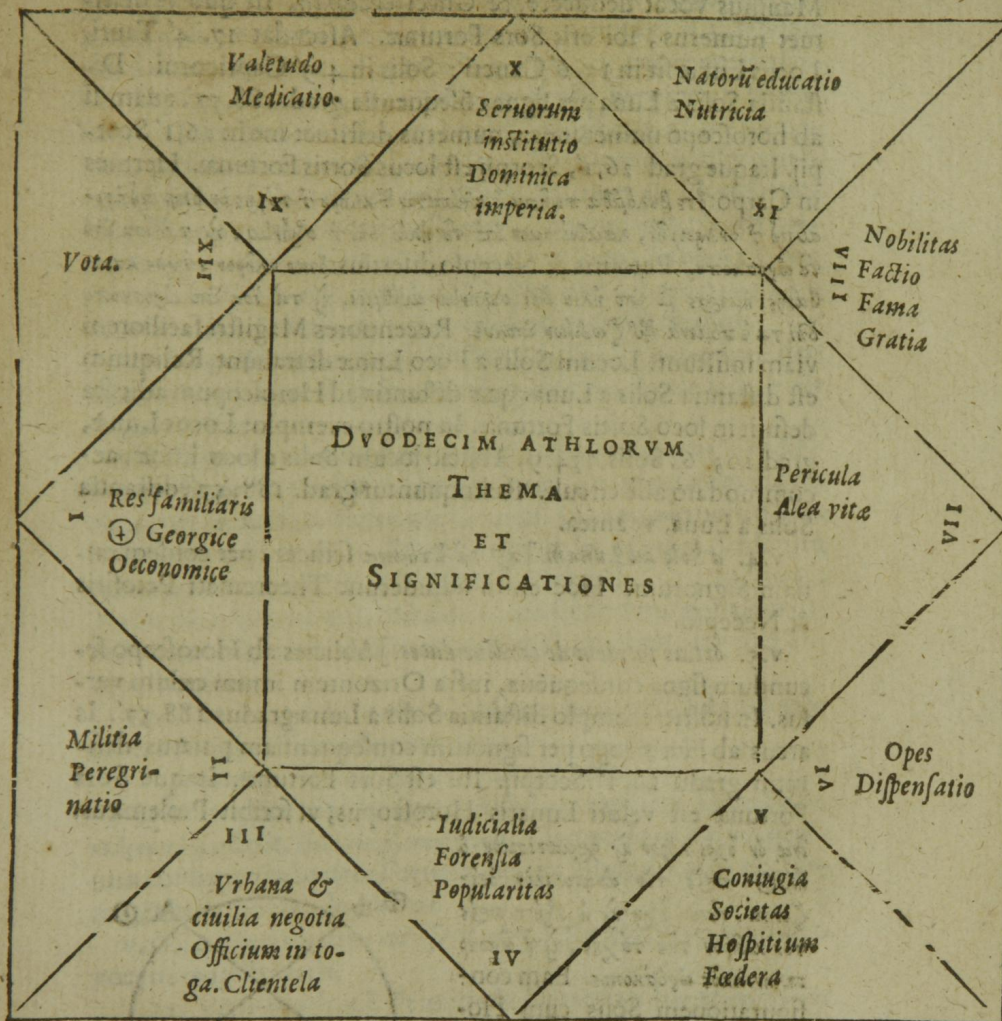 Valetudo
Medicatio.
IX
X
Seruorum
institutio
Dominica
imperia.
Natorū educatio
Nutricia
XI
Vota.
XII
VIII
Nobilitas
Factio
Fama
Gratia
DVODECIM ATHLORVM
THEMA
ET
SIGNIFICATIONES
I
Res familiaris
⊕ Georgice
Oeconomice
Pericula
Alea vitæ
VII
Militia
Peregri-
natio
II
III
Vrbana &
ciuilia negotia
Officium in to-
ga. Clientela
Iudicialia
Forensia
Popularitas
IV
V
Coniugia
Societas
Hospitium
Fœdera
VI
Opes
Dispensatio